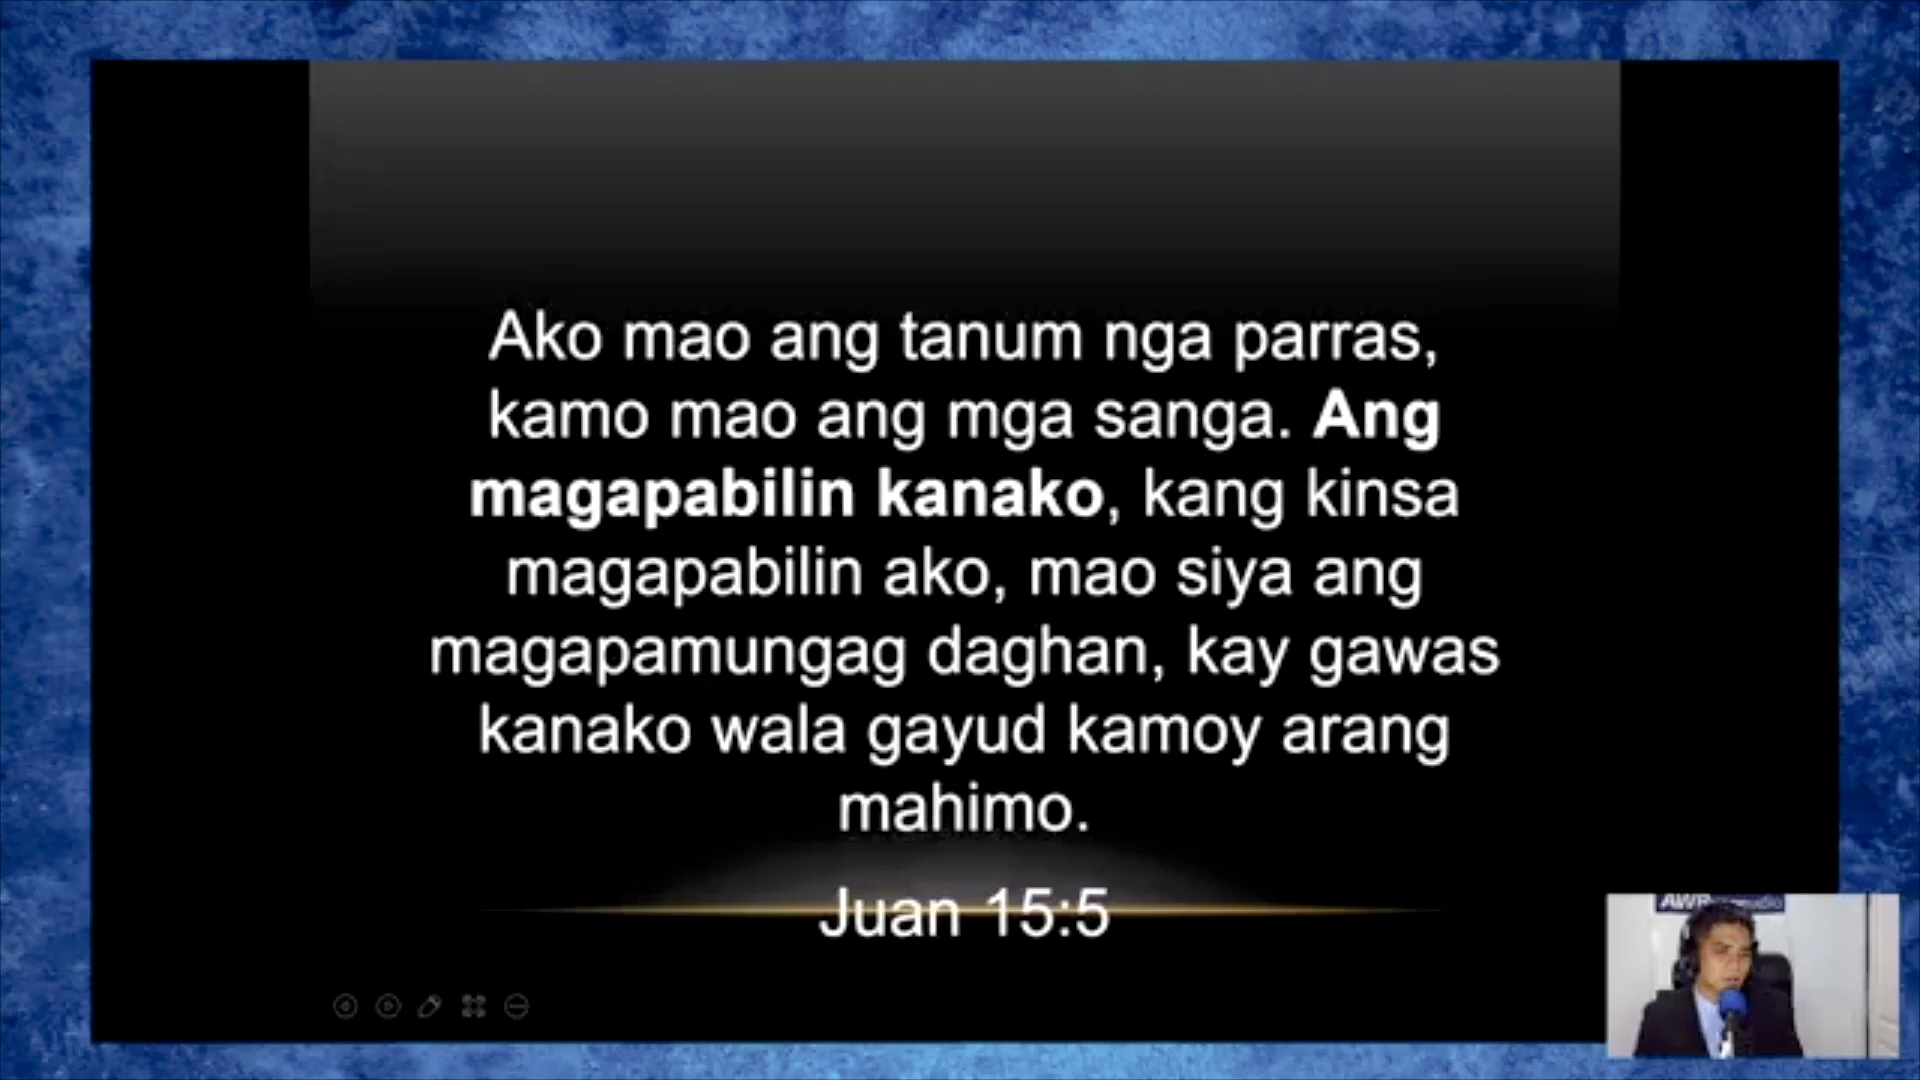 Ako mao ang tanum nga parras,
kamo mao ang mga sanga. Ang
magapabilin kanako, kang kinsa
magapabilin ako, mao siya ang
magapamungag daghan, kay gawas
kanako wala gayud kamoy arang
mahimo.
Juan 15:5
AWR